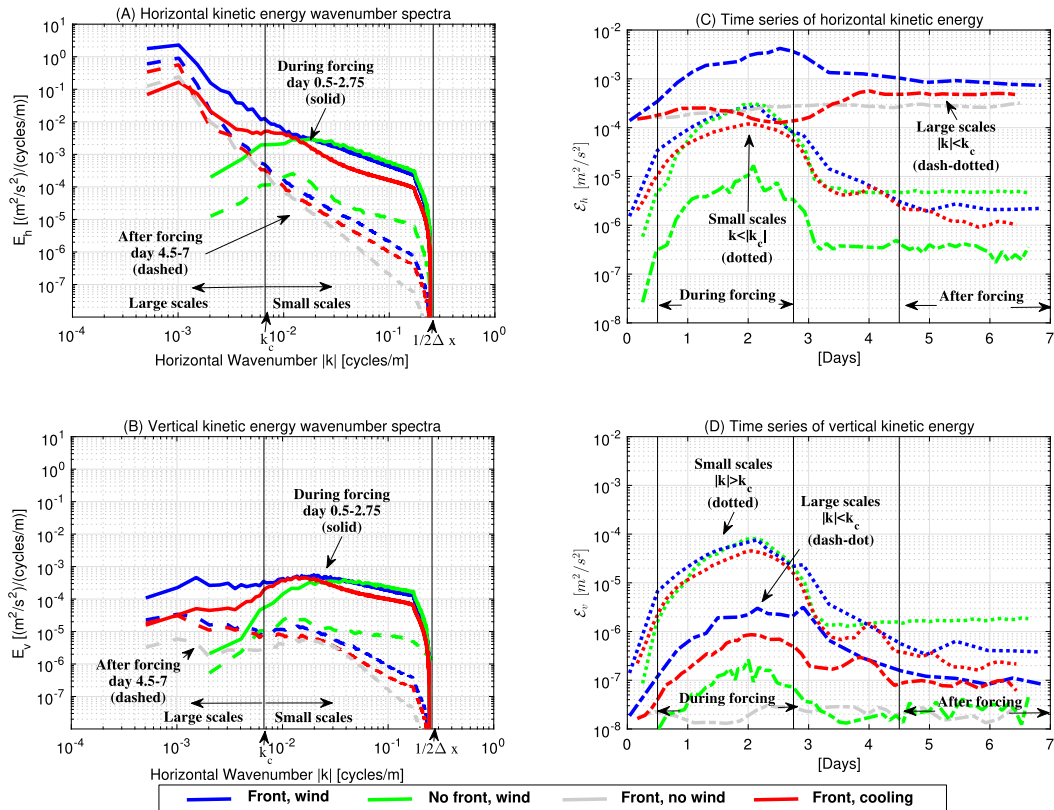 (A) Horizontal kinetic energy wavenumber spectra
10^2
10^0
10^-1
10^-2
10^-3
10^-4
10^-5
10^-6
10^-7
E_h [(m^2/s^2)/(cycles/m)]
During forcing
day 0.5-2.75
(solid)
After forcing
day 4.5-7
(dashed)
Large scales
Small scales
10^-4
10^-3
10^-2
10^-1
10^0
k_c
1/2Δ x
Horizontal Wavenumber |k| [cycles/m]
(C) Time series of horizontal kinetic energy
10^-2
10^-3
10^-4
10^-5
10^-6
10^-7
10^-8
ℰ_h [m^2/s^2]
Large scales
|k|<k_c
(dash-dotted)
Small scales
k<|k_c|
(dotted)
During forcing
After forcing
0 1 2 3 4 5 6 7
[Days]
(B) Vertical kinetic energy wavenumber spectra
10^1
10^0
10^-1
10^-2
10^-3
10^-4
10^-5
10^-6
10^-7
E_v [(m^2/s^2)/(cycles/m)]
During forcing
day 0.5-2.75
(solid)
After forcing
day 4.5-7
(dashed)
Large scales
Small scales
10^-4
10^-3
10^-2
10^-1
10^0
k_c
1/2Δ x
Horizontal Wavenumber |k| [cycles/m]
(D) Time series of vertical kinetic energy
10^-2
10^-3
10^-4
10^-5
10^-6
10^-7
10^-8
ℰ_v [m^2/s^2]
Small scales
|k|>k_c
(dotted)
Large scales
|k|<k_c
(dash-dot)
During forcing
After forcing
0 1 2 3 4 5 6 7
[Days]
Front, wind
No front, wind
Front, no wind
Front, cooling